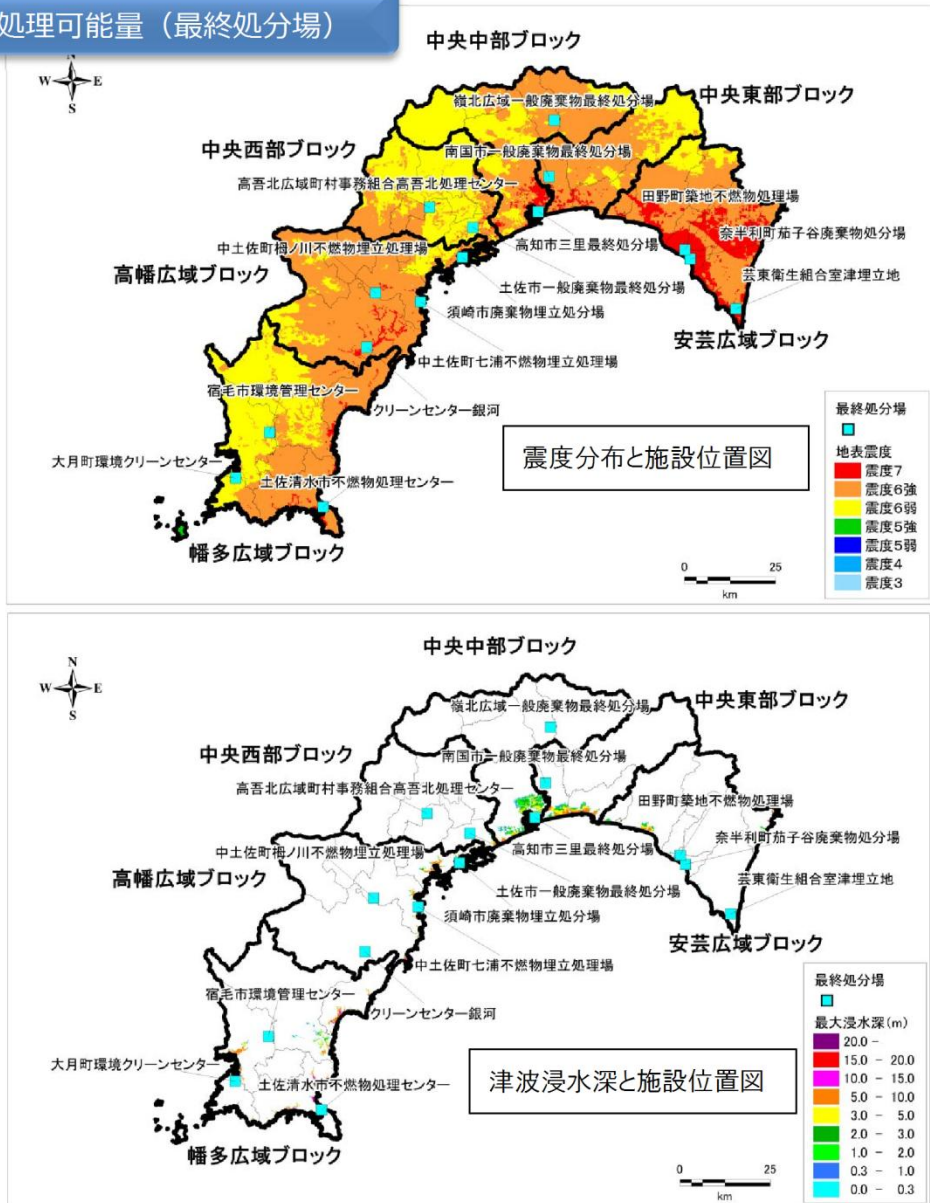 処理可能量（最終処分場）
N
W E
S
中央中部ブロック
嶺北広域一般廃棄物最終処分場
中央東部ブロック
中央西部ブロック
南国市一般廃棄物最終処分場
高吾北広域町村事務組合高吾北処理センター
田野町築地不燃物処理場
奈半利町茄子谷廃棄物処分場
中土佐町栂ノ川不燃物埋立処理場
高知市三里最終処分場
高幡広域ブロック
芸東衛生組合室津埋立地
土佐市一般廃棄物最終処分場
須崎市廃棄物埋立処分場
安芸広域ブロック
中土佐町七浦不燃物埋立処理場
宿毛市環境管理センター
クリーンセンター銀河
大月町環境クリーンセンター
土佐清水市不燃物処理センター
幡多広域ブロック
震度分布と施設位置図
最終処分場
地表震度
震度7
震度6強
震度6弱
震度5強
震度5弱
震度4
震度3
0 25
km
N
W E
S
中央中部ブロック
嶺北広域一般廃棄物最終処分場
中央東部ブロック
中央西部ブロック
南国市一般廃棄物最終処分場
高吾北広域町村事務組合高吾北処理センター
田野町築地不燃物処理場
奈半利町茄子谷廃棄物処分場
中土佐町栂ノ川不燃物埋立処理場
高知市三里最終処分場
高幡広域ブロック
芸東衛生組合室津埋立地
土佐市一般廃棄物最終処分場
須崎市廃棄物埋立処分場
安芸広域ブロック
中土佐町七浦不燃物埋立処理場
宿毛市環境管理センター
クリーンセンター銀河
大月町環境クリーンセンター
土佐清水市不燃物処理センター
幡多広域ブロック
津波浸水深と施設位置図
最終処分場
最大浸水深(m)
20.0 -
15.0 - 20.0
10.0 - 15.0
5.0 - 10.0
3.0 - 5.0
2.0 - 3.0
1.0 - 2.0
0.3 - 1.0
0.0 - 0.3
0 25
km